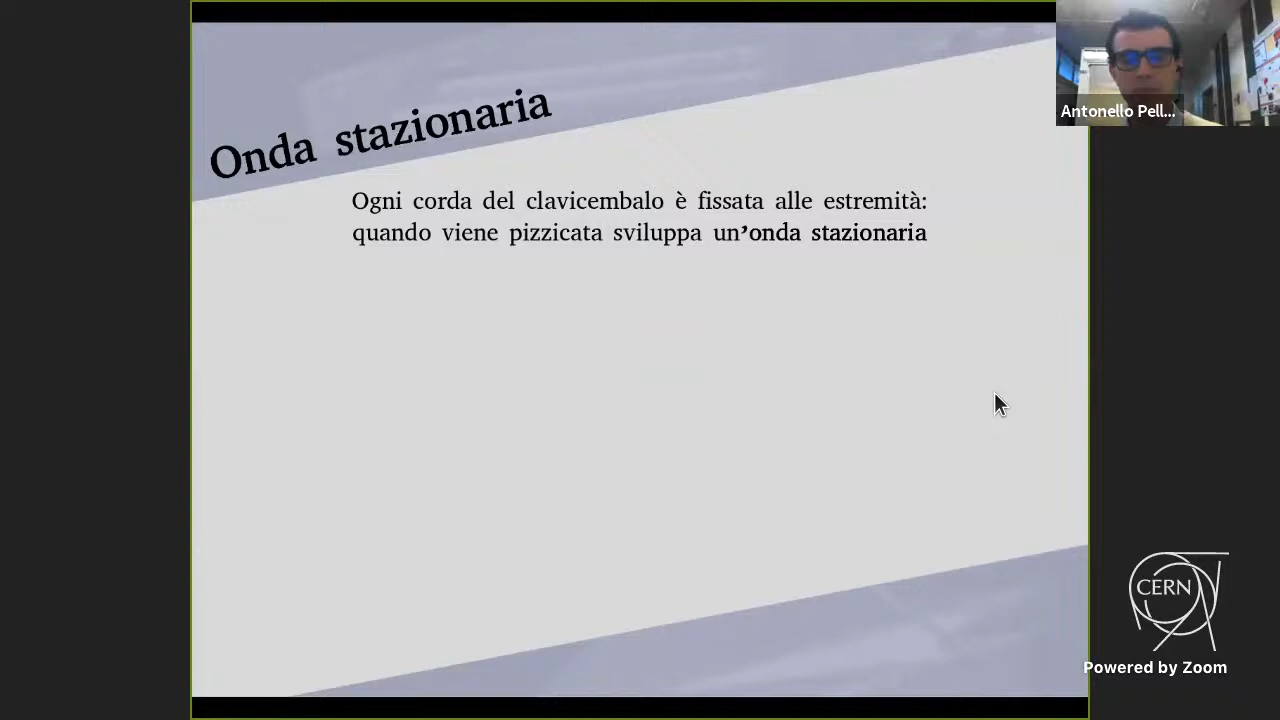 Onda stazionaria
Antonello Pell...
Ogni corda del clavicembalo è fissata alle estremità:
quando viene pizzicata sviluppa un’onda stazionaria
CERN
Powered by Zoom